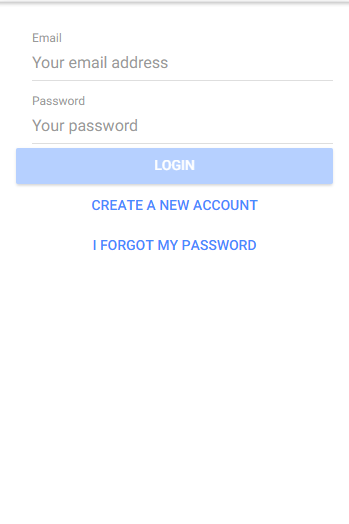 Email
Your email address
Password
Your password
LOGIN
CREATE A NEW ACCOUNT
I FORGOT MY PASSWORD